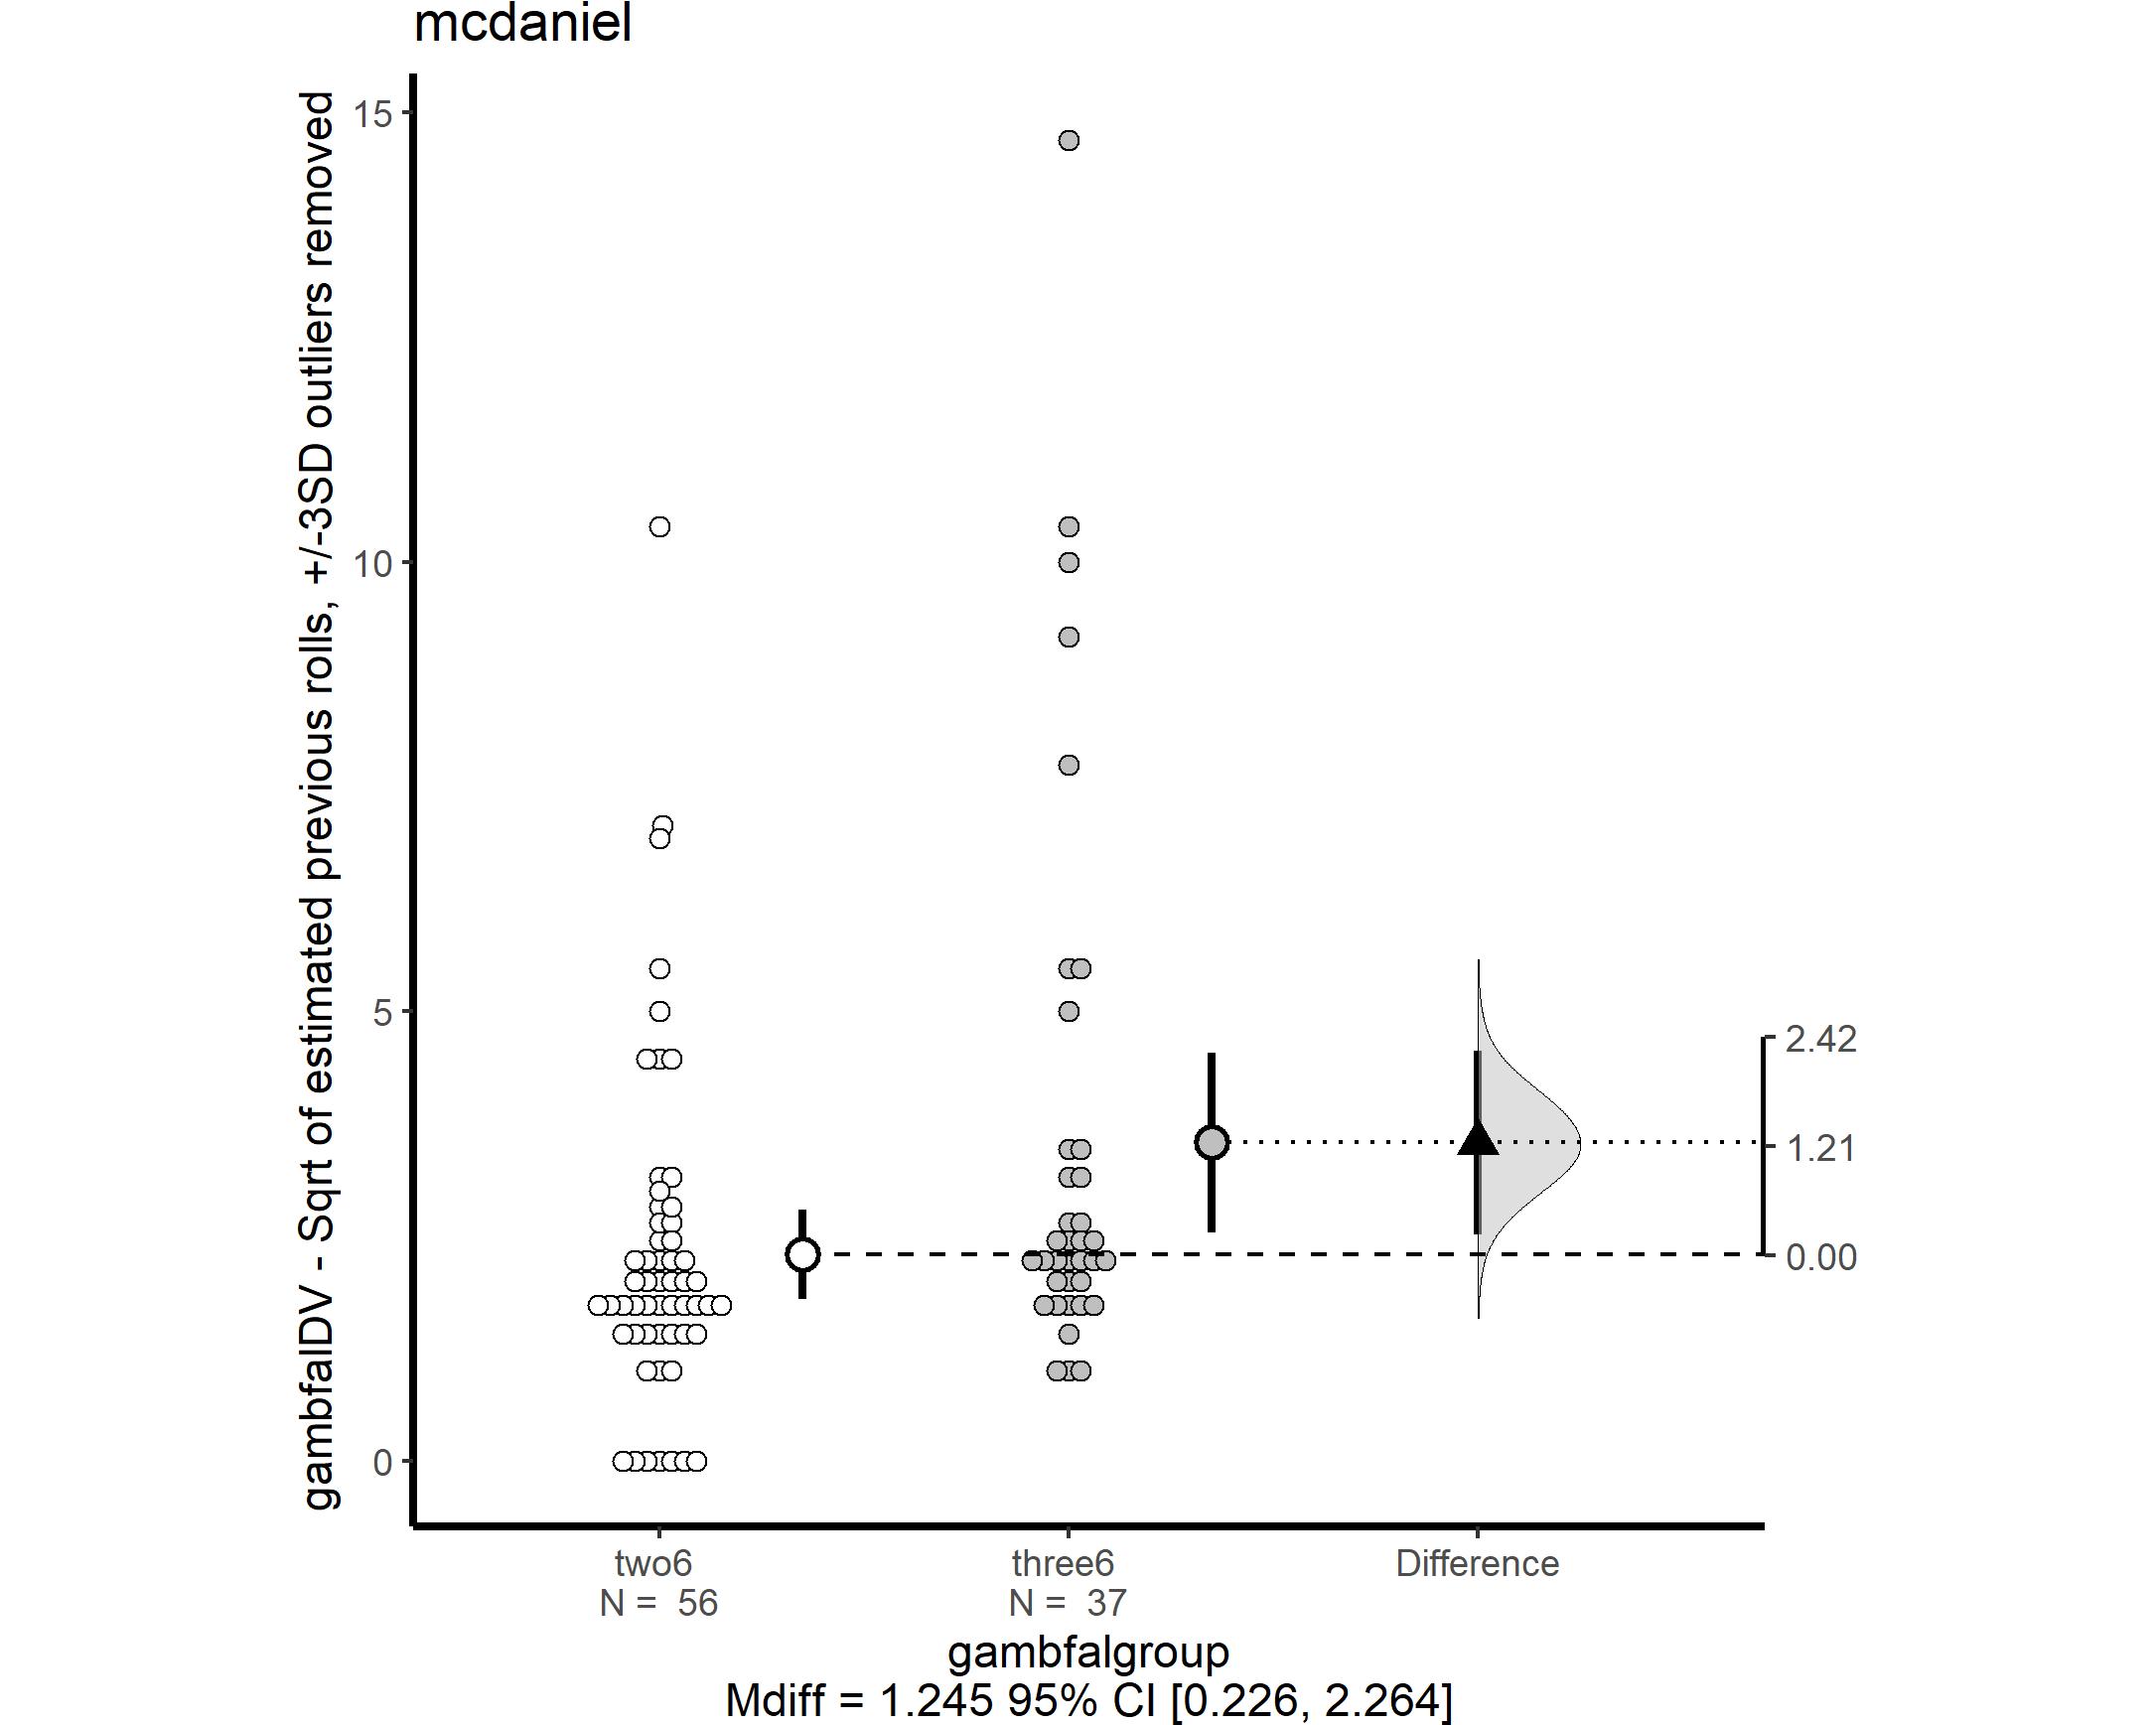 mcdaniel
gambfalDV - Sqrt of estimated previous rolls, +/-3SD outliers removed
15
10
5
0
2.42
1.21
0.00
two6
N = 56
three6
N = 37
Difference
gambfalgroup
Mdiff = 1.245 95% CI [0.226, 2.264]